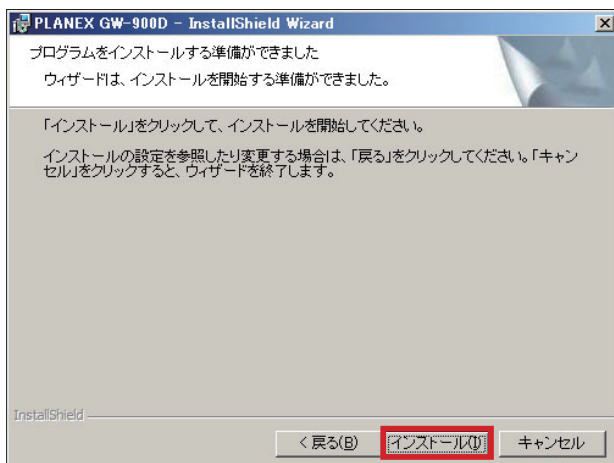 PLANEX GW-900D - InstallShield Wizard
プログラムをインストールする準備ができました
ウィザードは、インストールを開始する準備ができました。
「インストール」をクリックして、インストールを開始してください。
インストールの設定を参照したり変更する場合は、「戻る」をクリックしてください。「キャン
セル」をクリックすると、ウィザードを終了します。
InstallShield
< 戻る(B)
インストール(I)
キャンセル